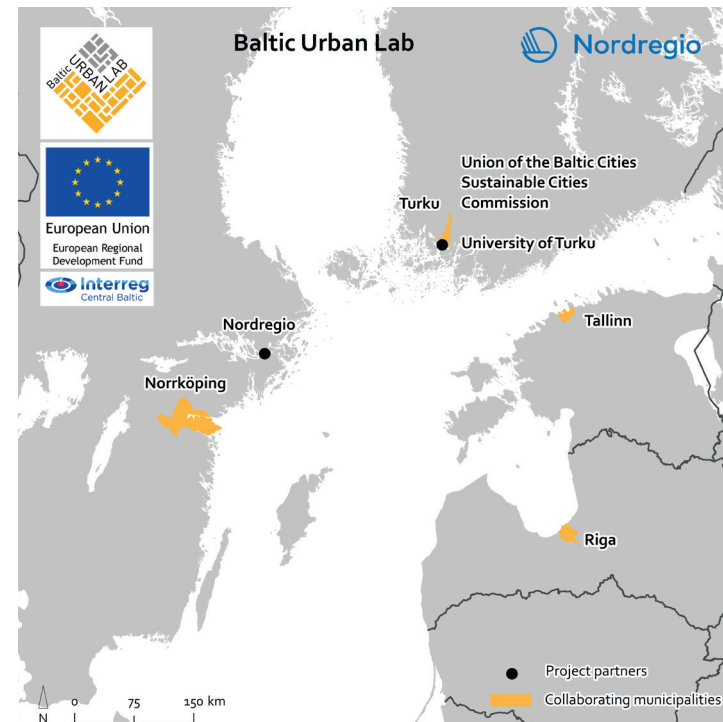 Baltic
URBAN
LAB
Baltic Urban Lab
Nordregio
European Union
European Regional
Development Fund
Interreg
Central Baltic
Union of the Baltic Cities
Sustainable Cities
Commission
Turku
University of Turku
Tallinn
Nordregio
Norrköping
Riga
Project partners
Collaborating municipalities
N
0 75 150 km